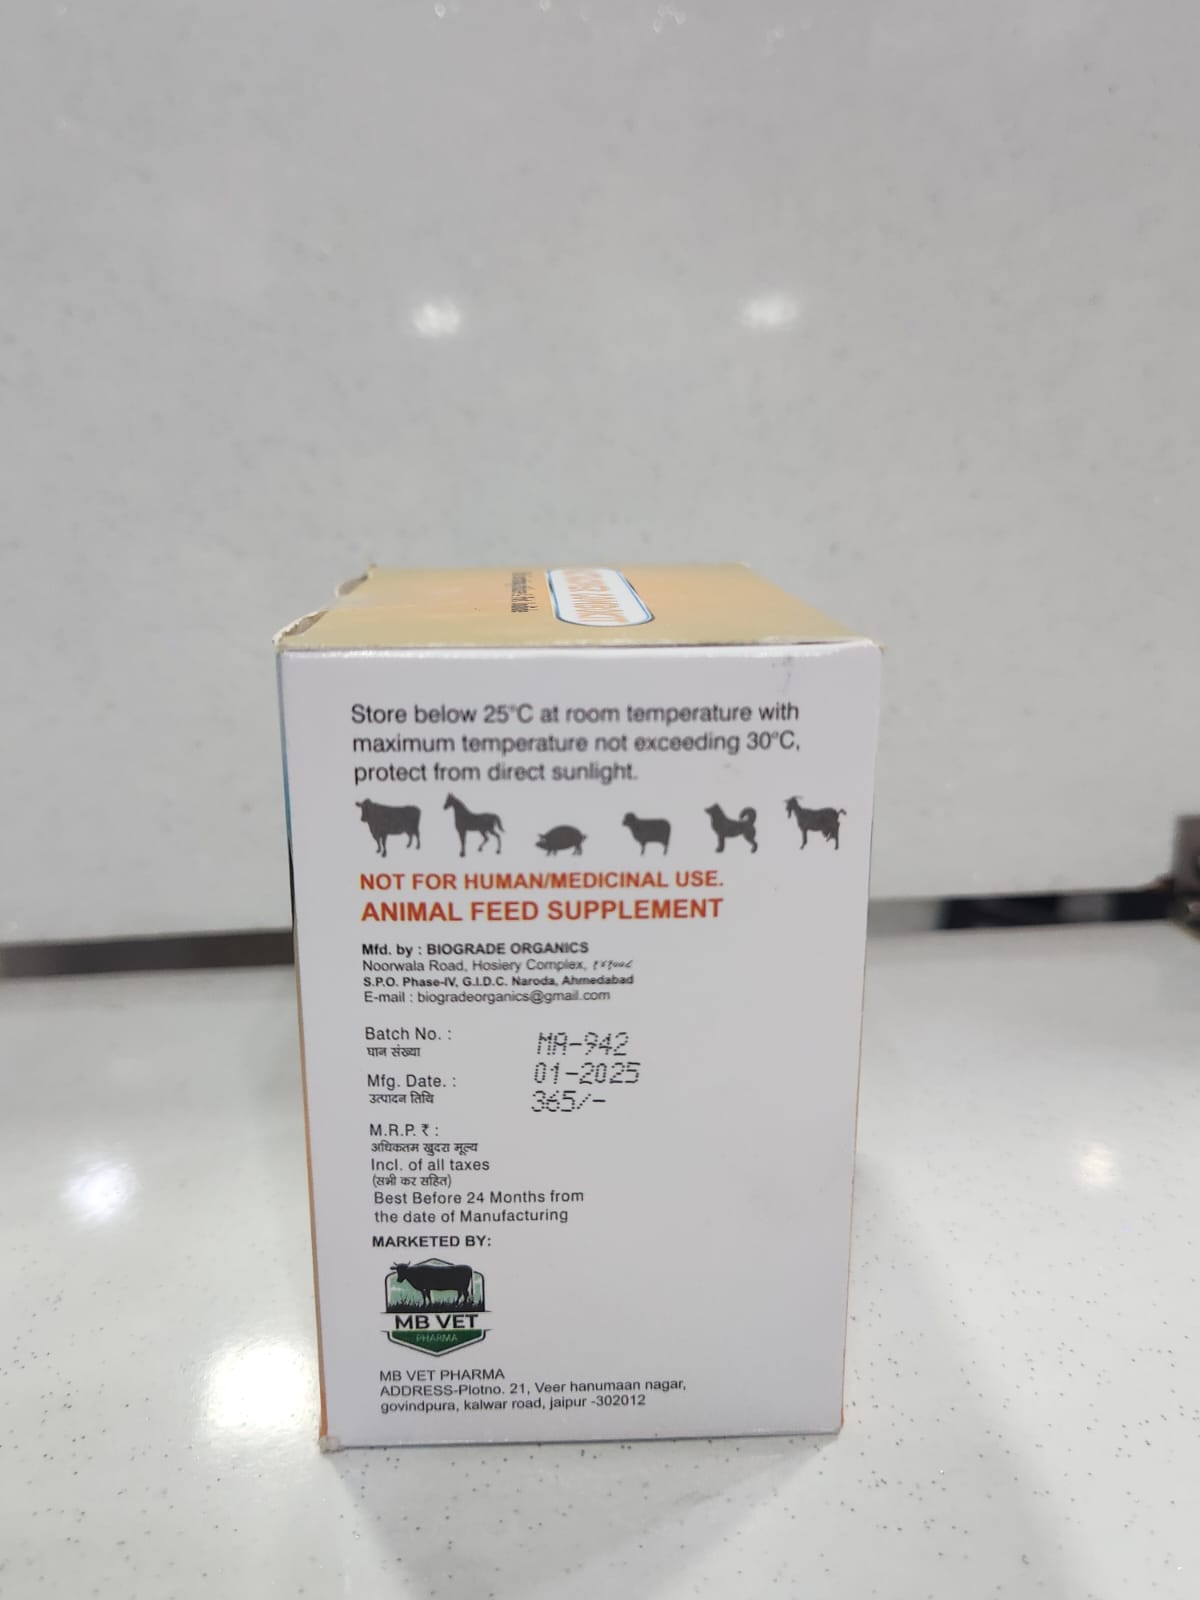 Store below 25°C at room temperature with
maximum temperature not exceeding 30°C,
protect from direct sunlight.
NOT FOR HUMAN/MEDICINAL USE.
ANIMAL FEED SUPPLEMENT
Mfd. by : BIOGRADE ORGANICS
Noorwala Road, Hosiery Complex,
S.P.O. Phase-IV, G.I.D.C. Naroda, Ahmedabad
E-mail : biogradeorganics@gmail.com
Batch No. : MA-942
घान संख्या
Mfg. Date. : 01-2025
उत्पादन तिथि
M.R.P. ₹ : 365/-
अधिकतम खुदरा मूल्य
Incl. of all taxes
(सभी कर सहित)
Best Before 24 Months from
the date of Manufacturing
MARKETED BY:
MB VET
PHARMA
MB VET PHARMA
ADDRESS-Plotno. 21, Veer hanumaan nagar,
govindpura, kalwar road, jaipur -302012